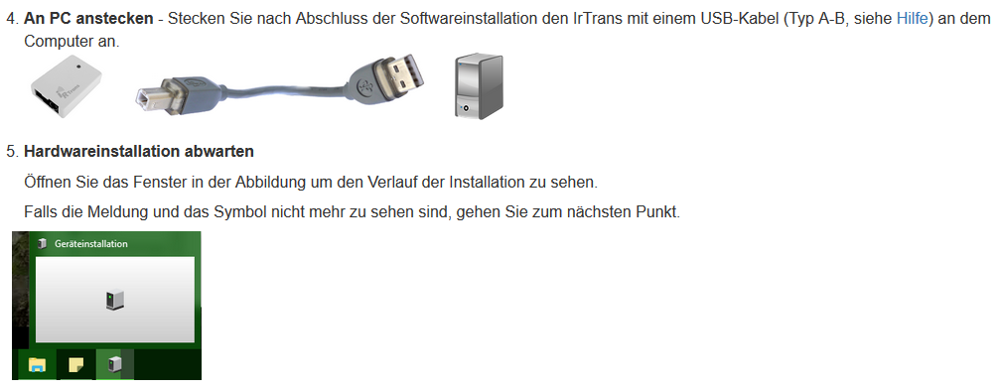 4. An PC anstecken - Stecken Sie nach Abschluss der Softwareinstallation den IrTrans mit einem USB-Kabel (Typ A-B, siehe Hilfe) an dem
Computer an.
5. Hardwareinstallation abwarten
Öffnen Sie das Fenster in der Abbildung um den Verlauf der Installation zu sehen.
Falls die Meldung und das Symbol nicht mehr zu sehen sind, gehen Sie zum nächsten Punkt.
Geräteinstallation